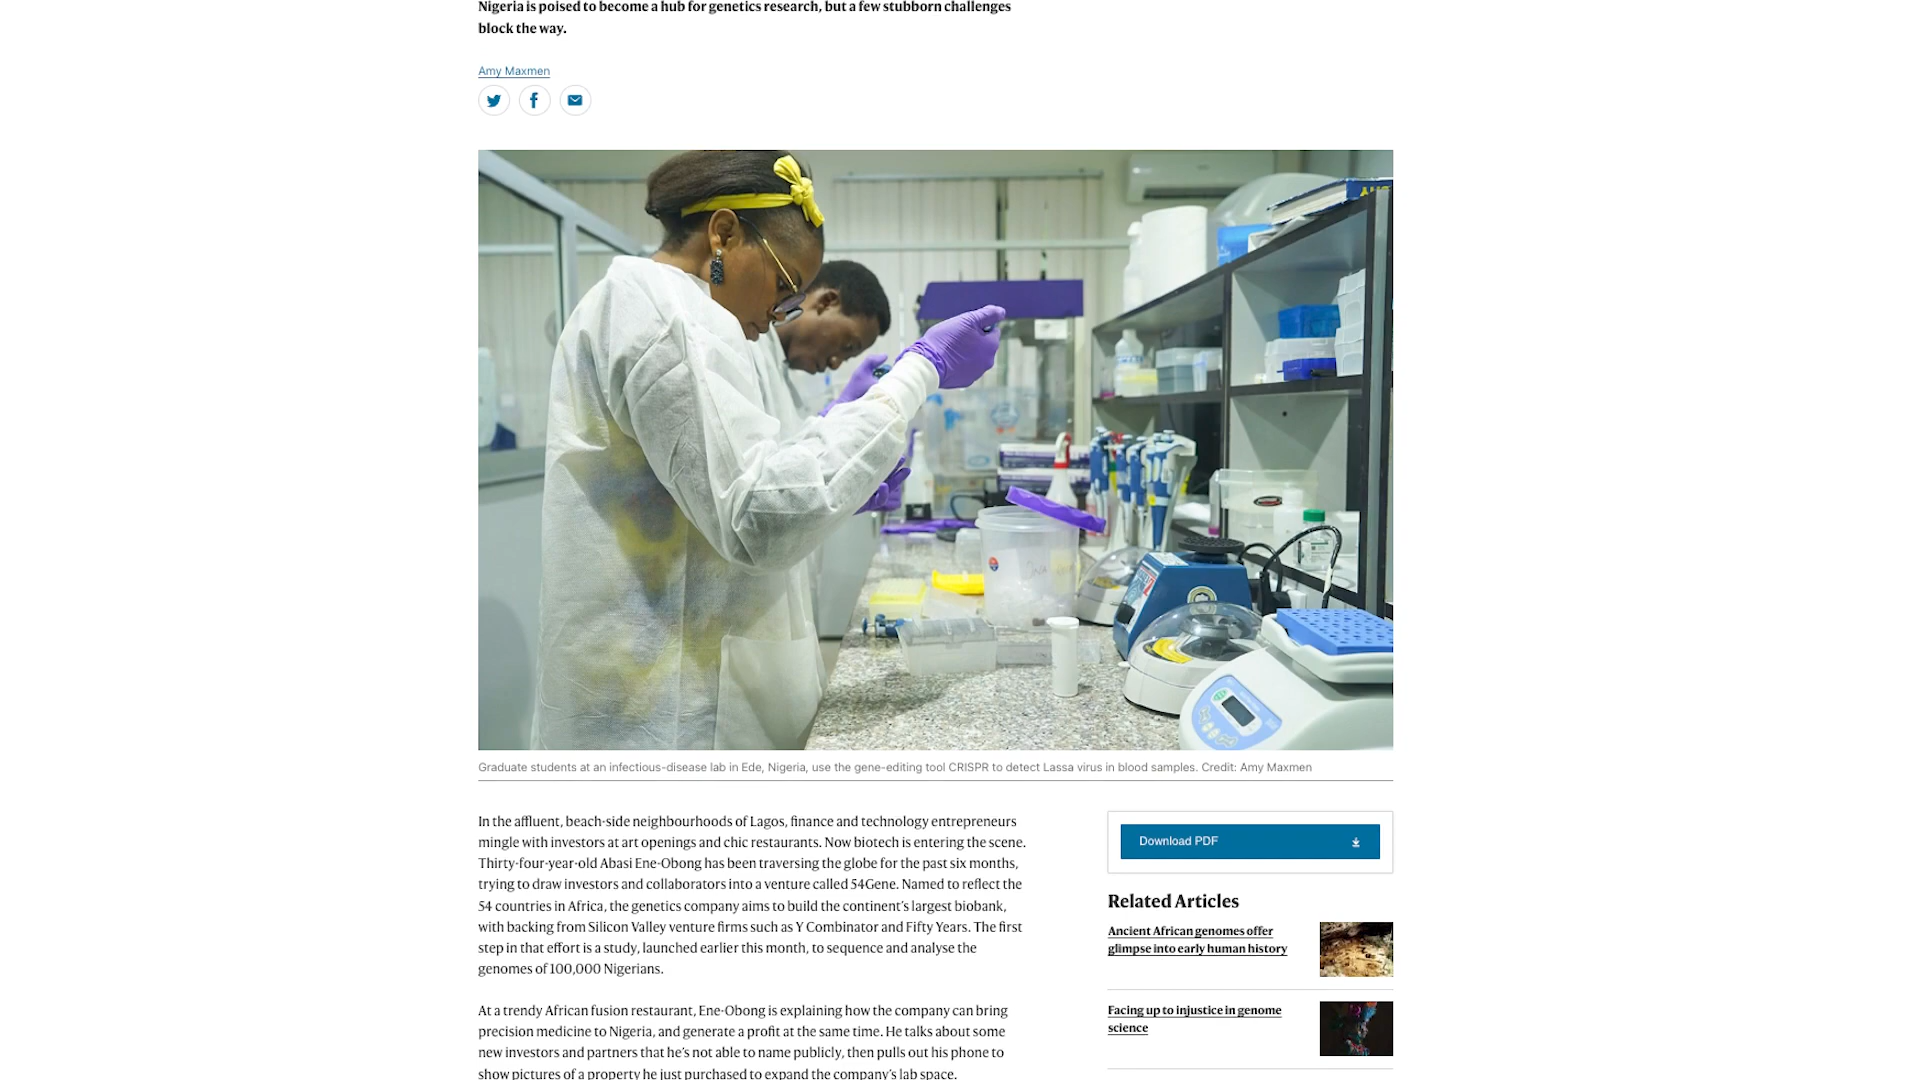 Nigeria is poised to become a hub for genetics research, but a few stubborn challenges
block the way.
Amy Maxmen
Graduate students at an infectious-disease lab in Ede, Nigeria, use the gene-editing tool CRISPR to detect Lassa virus in blood samples. Credit: Amy Maxmen
In the affluent, beach-side neighbourhoods of Lagos, finance and technology entrepreneurs
mingle with investors at art openings and chic restaurants. Now biotech is entering the scene.
Thirty-four-year-old Abasi Ene-Obong has been traversing the globe for the past six months,
trying to draw investors and collaborators into a venture called 54Gene. Named to reflect the
54 countries in Africa, the genetics company aims to build the continent’s largest biobank,
with backing from Silicon Valley venture firms such as Y Combinator and Fifty Years. The first
step in that effort is a study, launched earlier this month, to sequence and analyse the
genomes of 100,000 Nigerians.
At a trendy African fusion restaurant, Ene-Obong is explaining how the company can bring
precision medicine to Nigeria, and generate a profit at the same time. He talks about some
new investors and partners that he’s not able to name publicly, then pulls out his phone to
show pictures of a property he just purchased to expand the company’s lab space.
Download PDF
Related Articles
Ancient African genomes offer
glimpse into early human history
Facing up to injustice in genome
science